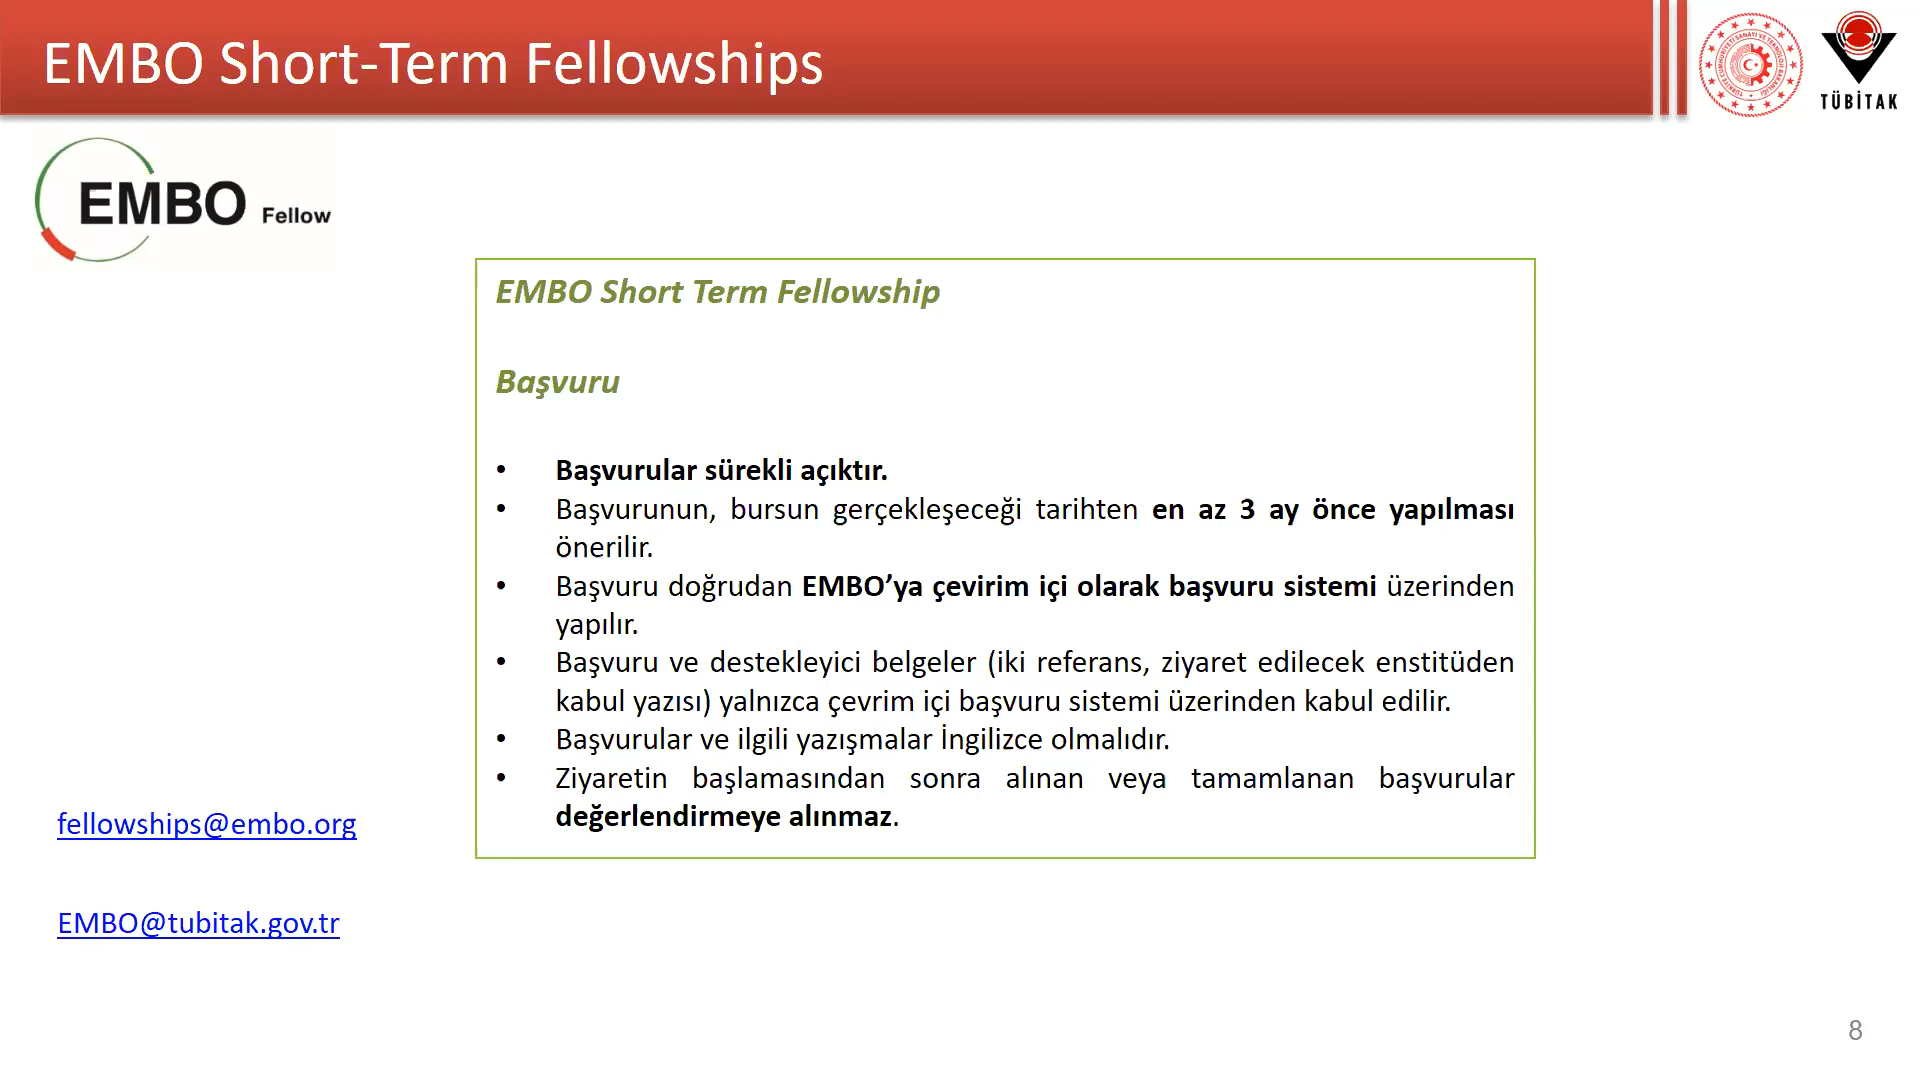 EMBO Short-Term Fellowships
TÜBİTAK
EMBO Fellow
EMBO Short Term Fellowship
Başvuru
• Başvurular sürekli açıktır.
• Başvurunun, bursun gerçekleşeceği tarihten en az 3 ay önce yapılması
önerilir.
• Başvuru doğrudan EMBO’ya çevirim içi olarak başvuru sistemi üzerinden
yapılır.
• Başvuru ve destekleyici belgeler (iki referans, ziyaret edilecek enstitüden
kabul yazısı) yalnızca çevrim içi başvuru sistemi üzerinden kabul edilir.
• Başvurular ve ilgili yazışmalar İngilizce olmalıdır.
• Ziyaretin başlamasından sonra alınan veya tamamlanan başvurular
değerlendirmeye alınmaz.
fellowships@embo.org
EMBO@tubitak.gov.tr
8